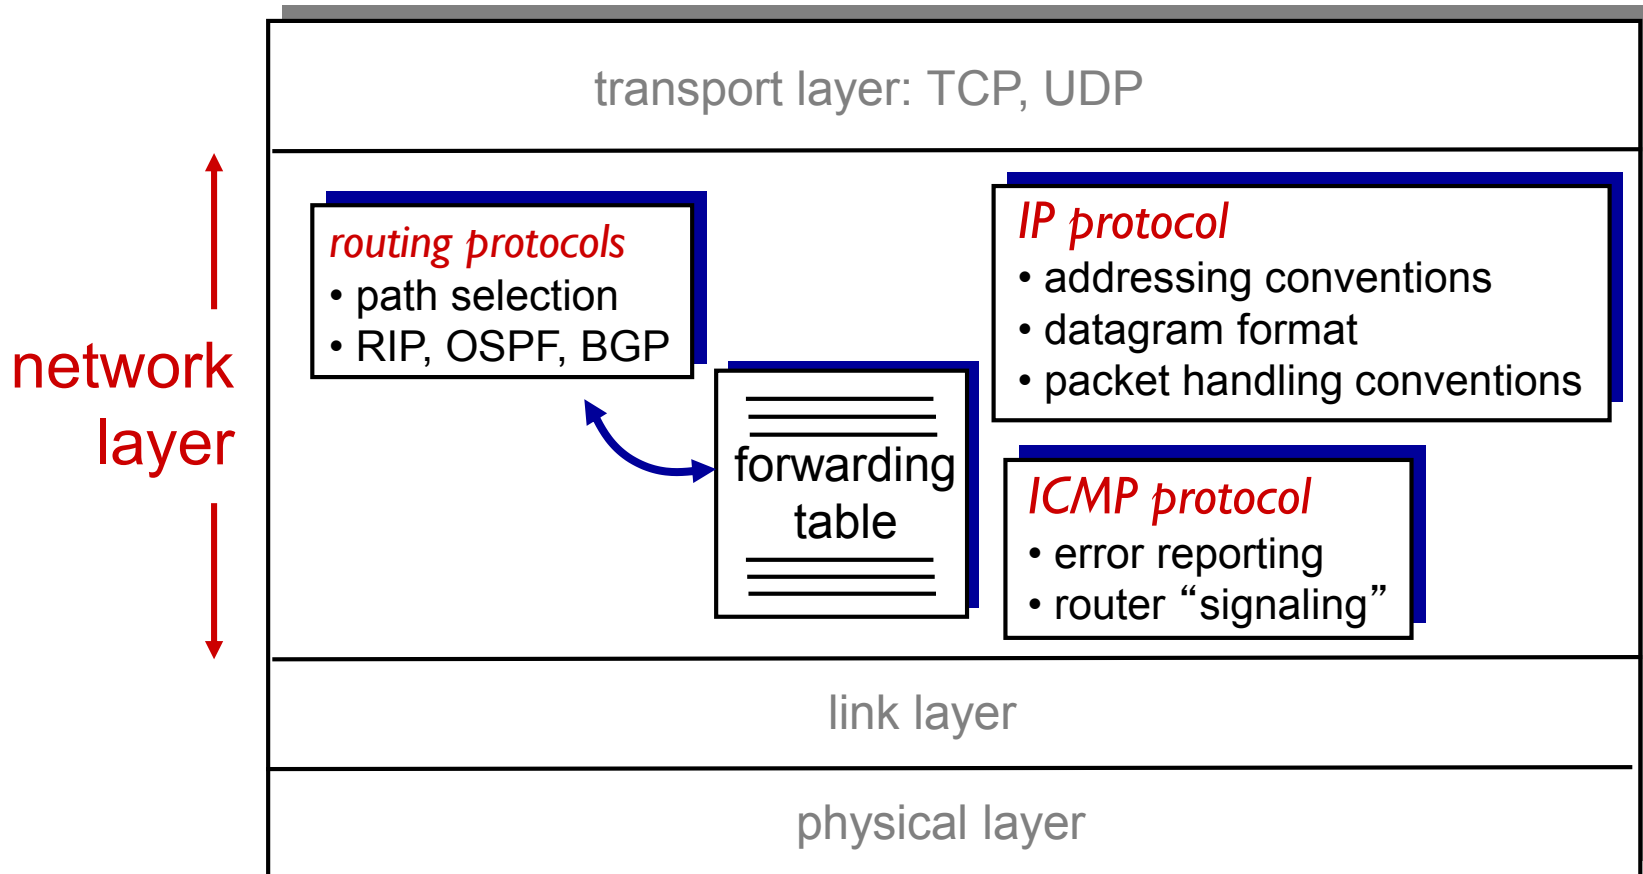 transport layer: TCP, UDP
network
layer
routing protocols
• path selection
• RIP, OSPF, BGP
forwarding
table
IP protocol
• addressing conventions
• datagram format
• packet handling conventions
ICMP protocol
• error reporting
• router “signaling”
link layer
physical layer